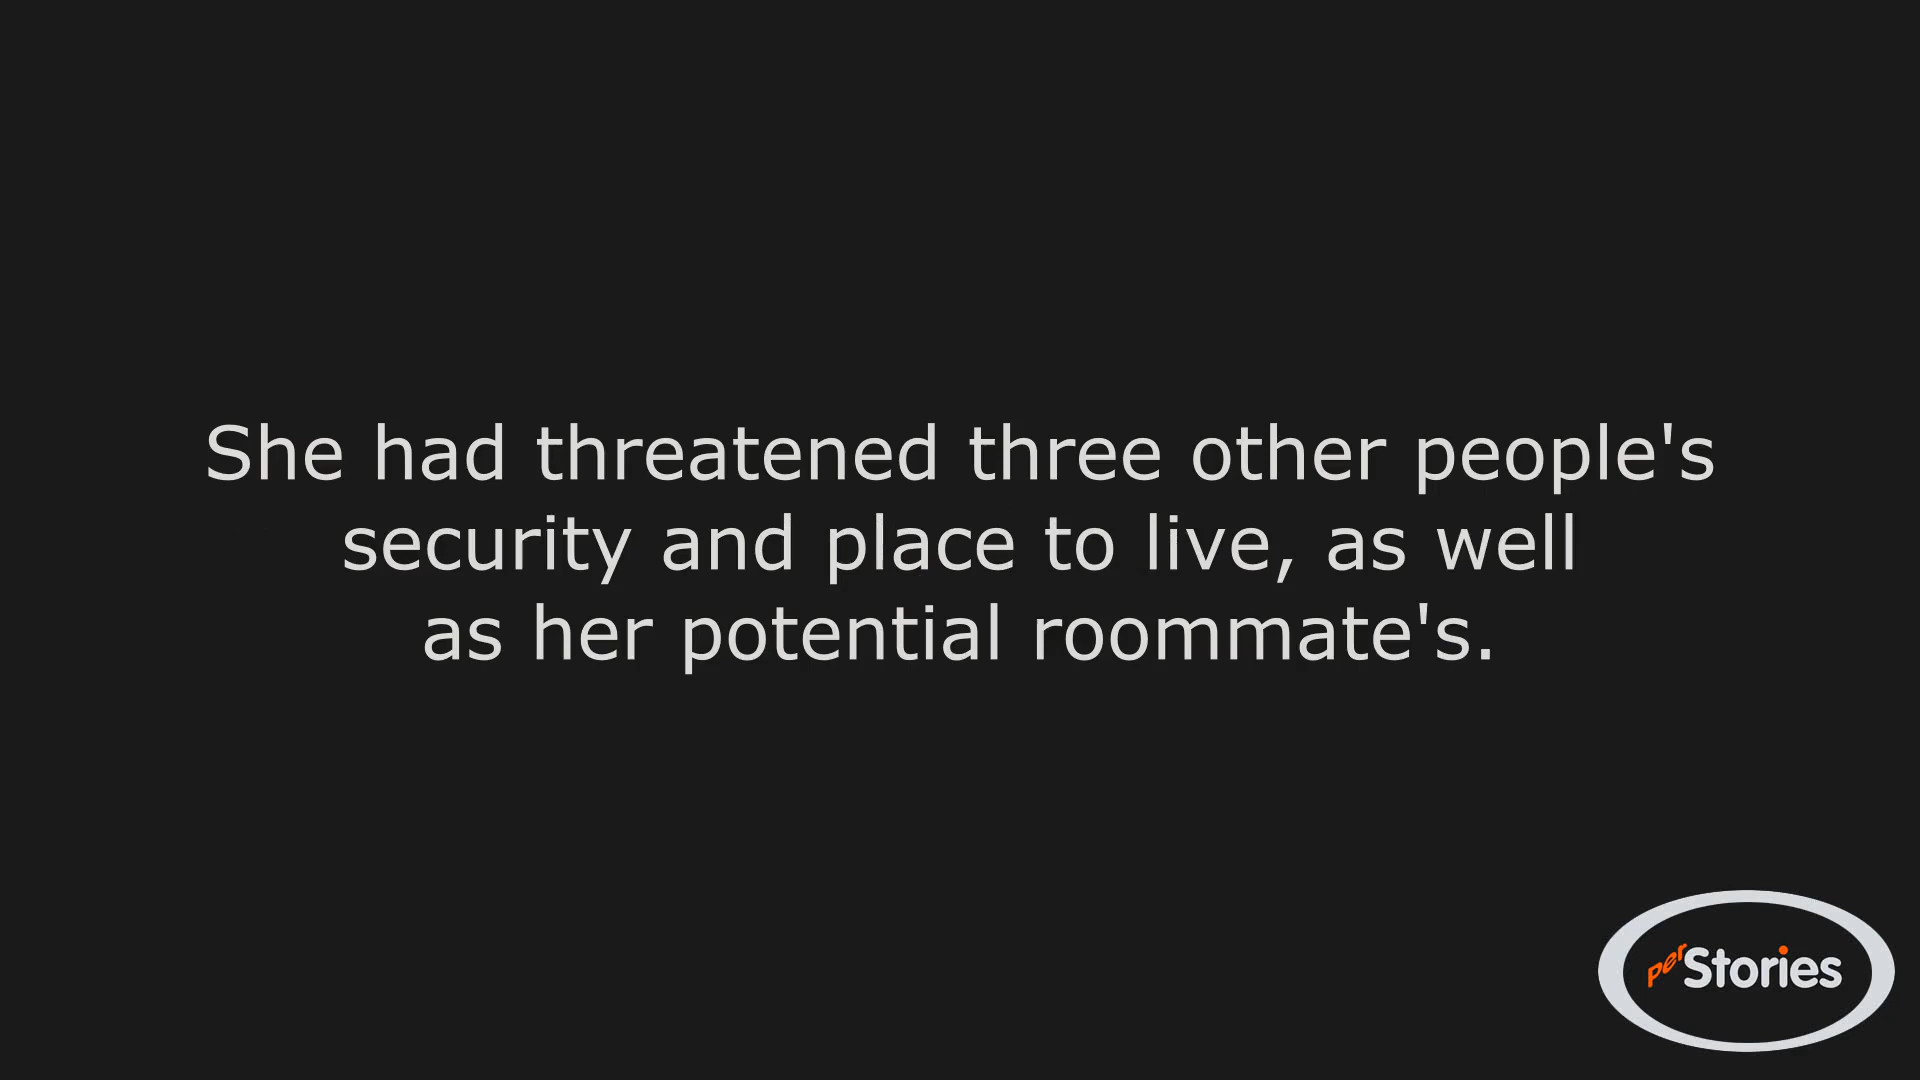 She had threatened three other people's
security and place to live, as well
as her potential roommate's.
perStories